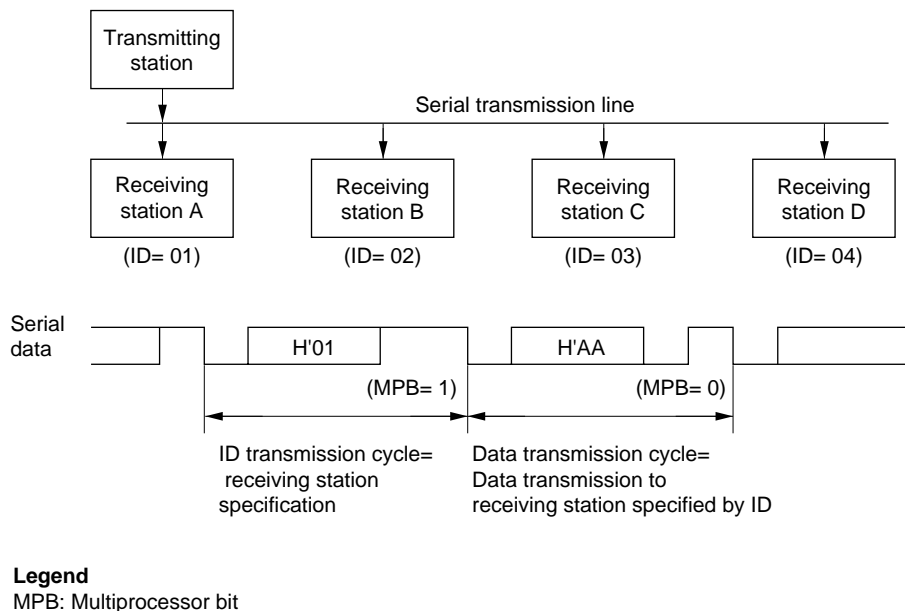 Transmitting
station
Serial transmission line
Receiving
station A
Receiving
station B
Receiving
station C
Receiving
station D
(ID= 01)
(ID= 02)
(ID= 03)
(ID= 04)
Serial
data
H'01
H'AA
(MPB= 1)
(MPB= 0)
ID transmission cycle=
receiving station
specification
Data transmission cycle=
Data transmission to
receiving station specified by ID
Legend
MPB: Multiprocessor bit